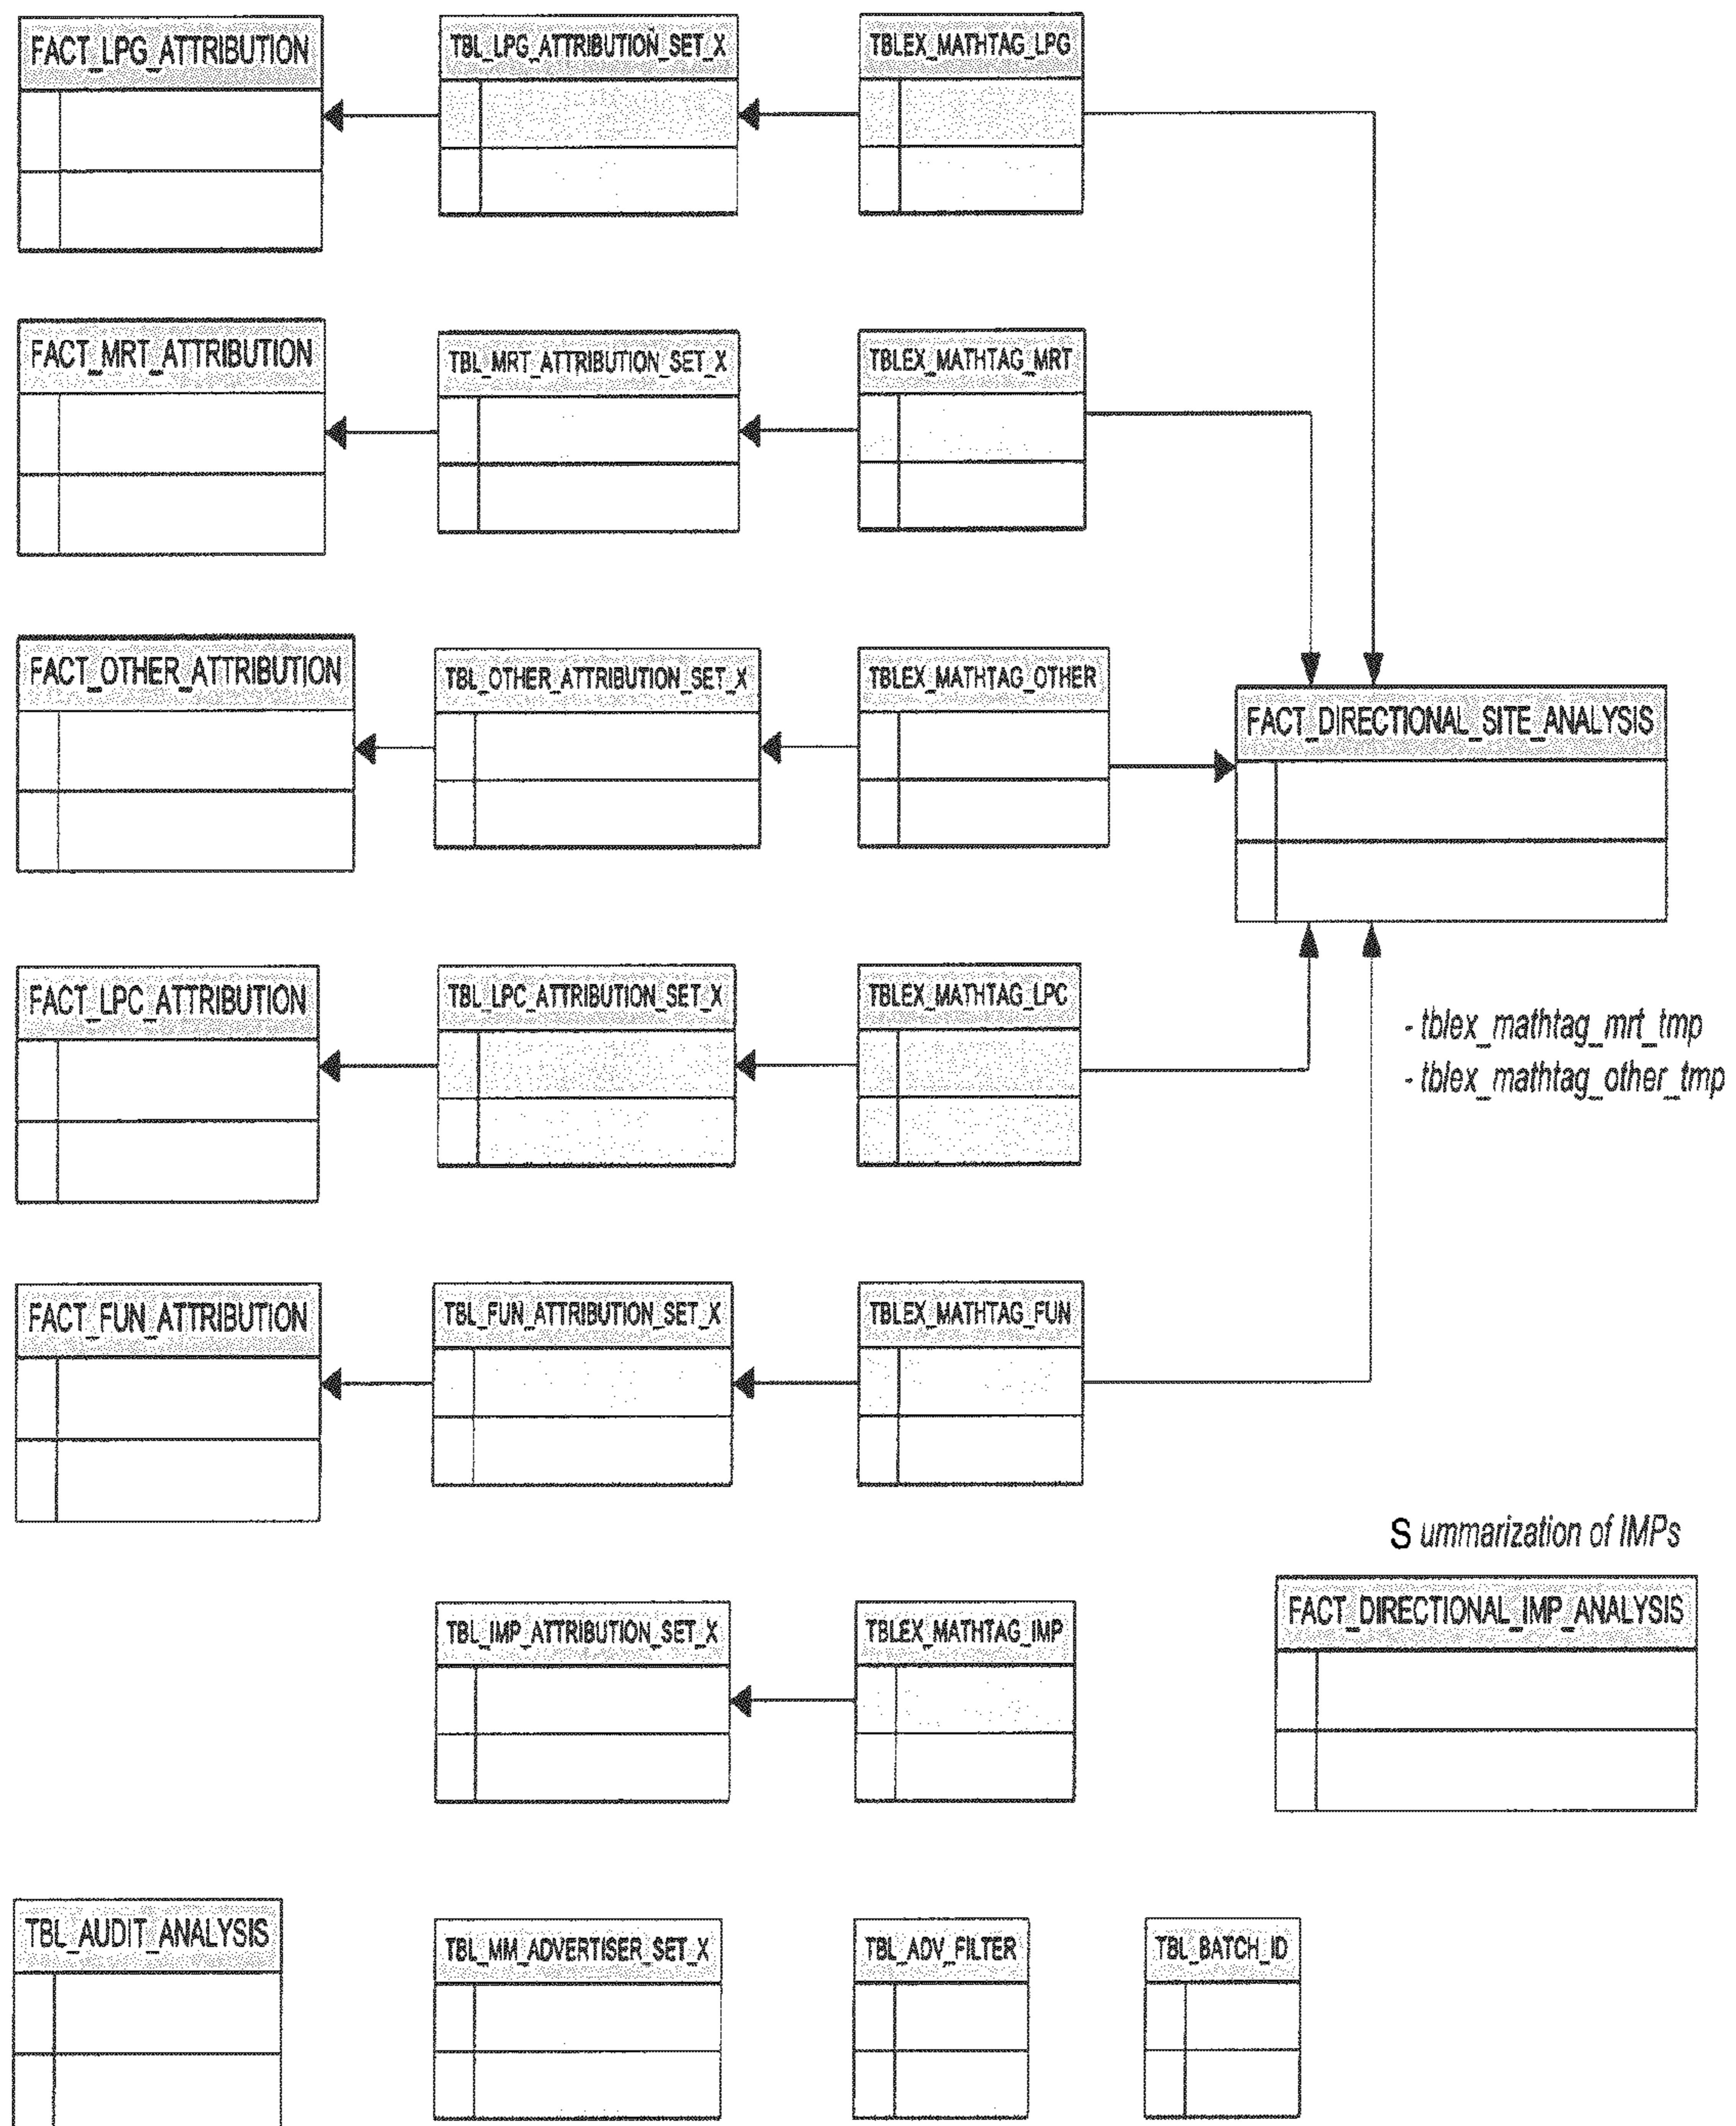 FACT_LPG_ATTRIBUTION
TBL_LPG_ATTRIBUTION_SET_X
TBLEX_MATHTAG_LPG
FACT_MRT_ATTRIBUTION
TBL_MRT_ATTRIBUTION_SET_X
TBLEX_MATHTAG_MRT
FACT_OTHER_ATTRIBUTION
TBL_OTHER_ATTRIBUTION_SET_X
TBLEX_MATHTAG_OTHER
FACT_DIRECTIONAL_SITE_ANALYSIS
FACT_LPC_ATTRIBUTION
TBL_LPC_ATTRIBUTION_SET_X
TBLEX_MATHTAG_LPC
- tblex_mathtag_mrt_tmp
- tblex_mathtag_other_tmp
FACT_FUN_ATTRIBUTION
TBL_FUN_ATTRIBUTION_SET_X
TBLEX_MATHTAG_FUN
S ummarization of IMPs
TBL_IMP_ATTRIBUTION_SET_X
TBLEX_MATHTAG_IMP
FACT_DIRECTIONAL_IMP_ANALYSIS
TBL_AUDIT_ANALYSIS
TBL_MM_ADVERTISER_SET_X
TBL_ADV_FILTER
TBL_BATCH_ID